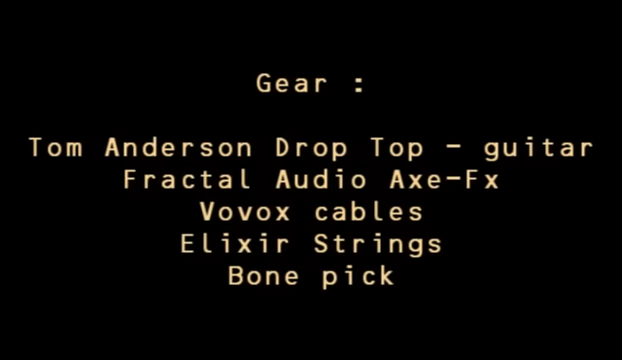 Gear :
Tom Anderson Drop Top - guitar
Fractal Audio Axe-Fx
Vovox cables
Elixir Strings
Bone pick